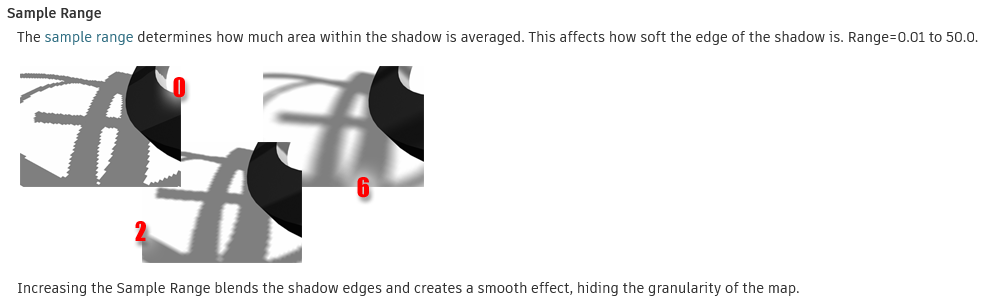 Sample Range
The sample range determines how much area within the shadow is averaged. This affects how soft the edge of the shadow is. Range=0.01 to 50.0.
0
6
2
Increasing the Sample Range blends the shadow edges and creates a smooth effect, hiding the granularity of the map.